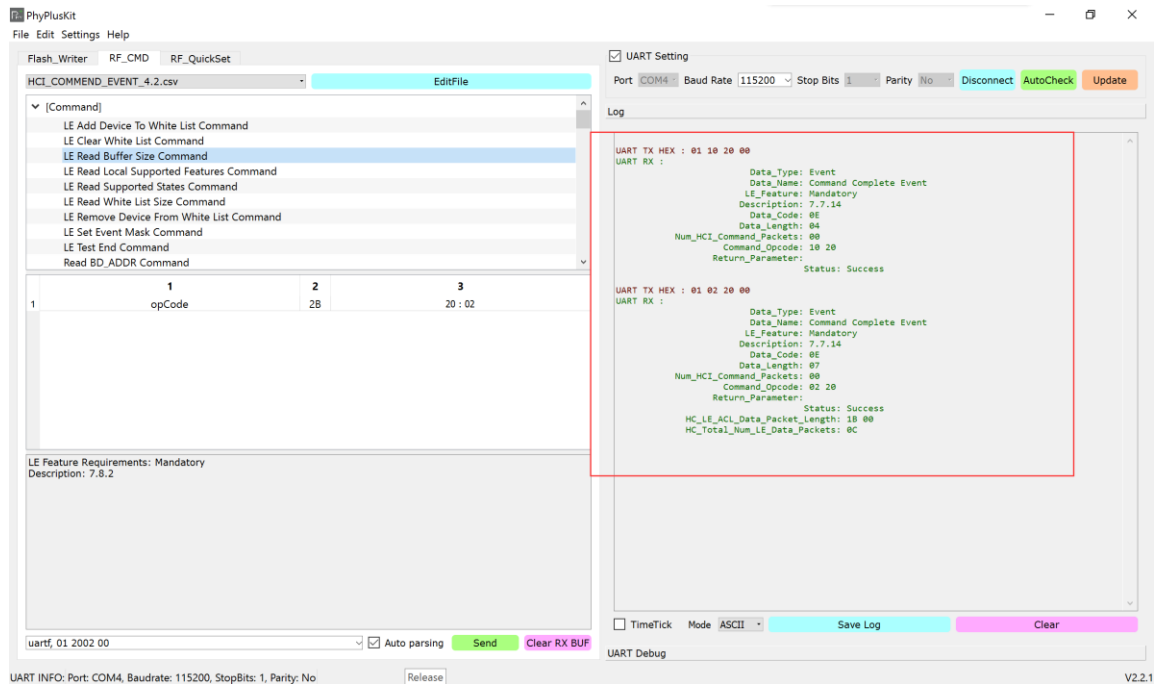 PhyPlusKit
File Edit Settings Help
Flash_Writer RF_CMD RF_QuickSet
HCI_COMMEND_EVENT_4.2.csv EditFile
[Command]
LE Add Device To White List Command
LE Clear White List Command
LE Read Buffer Size Command
LE Read Local Supported Features Command
LE Read Supported States Command
LE Read White List Size Command
LE Remove Device From White List Command
LE Set Event Mask Command
LE Test End Command
Read BD_ADDR Command
1 2 3
1 opCode 2B 20 : 02
LE Feature Requirements: Mandatory
Description: 7.8.2
uartf, 01 2002 00 Auto parsing Send Clear RX BUF
UART Setting
Port COM4 Baud Rate 115200 Stop Bits 1 Parity No Disconnect AutoCheck Update
Log
UART TX HEX : 01 10 20 00
UART RX :
Data_Type: Event
Data_Name: Command Complete Event
LE_Feature: Mandatory
Description: 7.7.14
Data_Code: 0E
Data_Length: 04
Num_HCI_Command_Packets: 00
Command_Opcode: 10 20
Return_Parameter:
Status: Success
UART TX HEX : 01 02 20 00
UART RX :
Data_Type: Event
Data_Name: Command Complete Event
LE_Feature: Mandatory
Description: 7.7.14
Data_Code: 0E
Data_Length: 07
Num_HCI_Command_Packets: 00
Command_Opcode: 02 20
Return_Parameter:
Status: Success
HC_LE_ACL_Data_Packet_Length: 1B 00
HC_Total_Num_LE_Data_Packets: 0C
TimeTick Mode ASCII Save Log Clear
UART Debug
UART INFO: Port: COM4, Baudrate: 115200, StopBits: 1, Parity: No Release V2.2.1